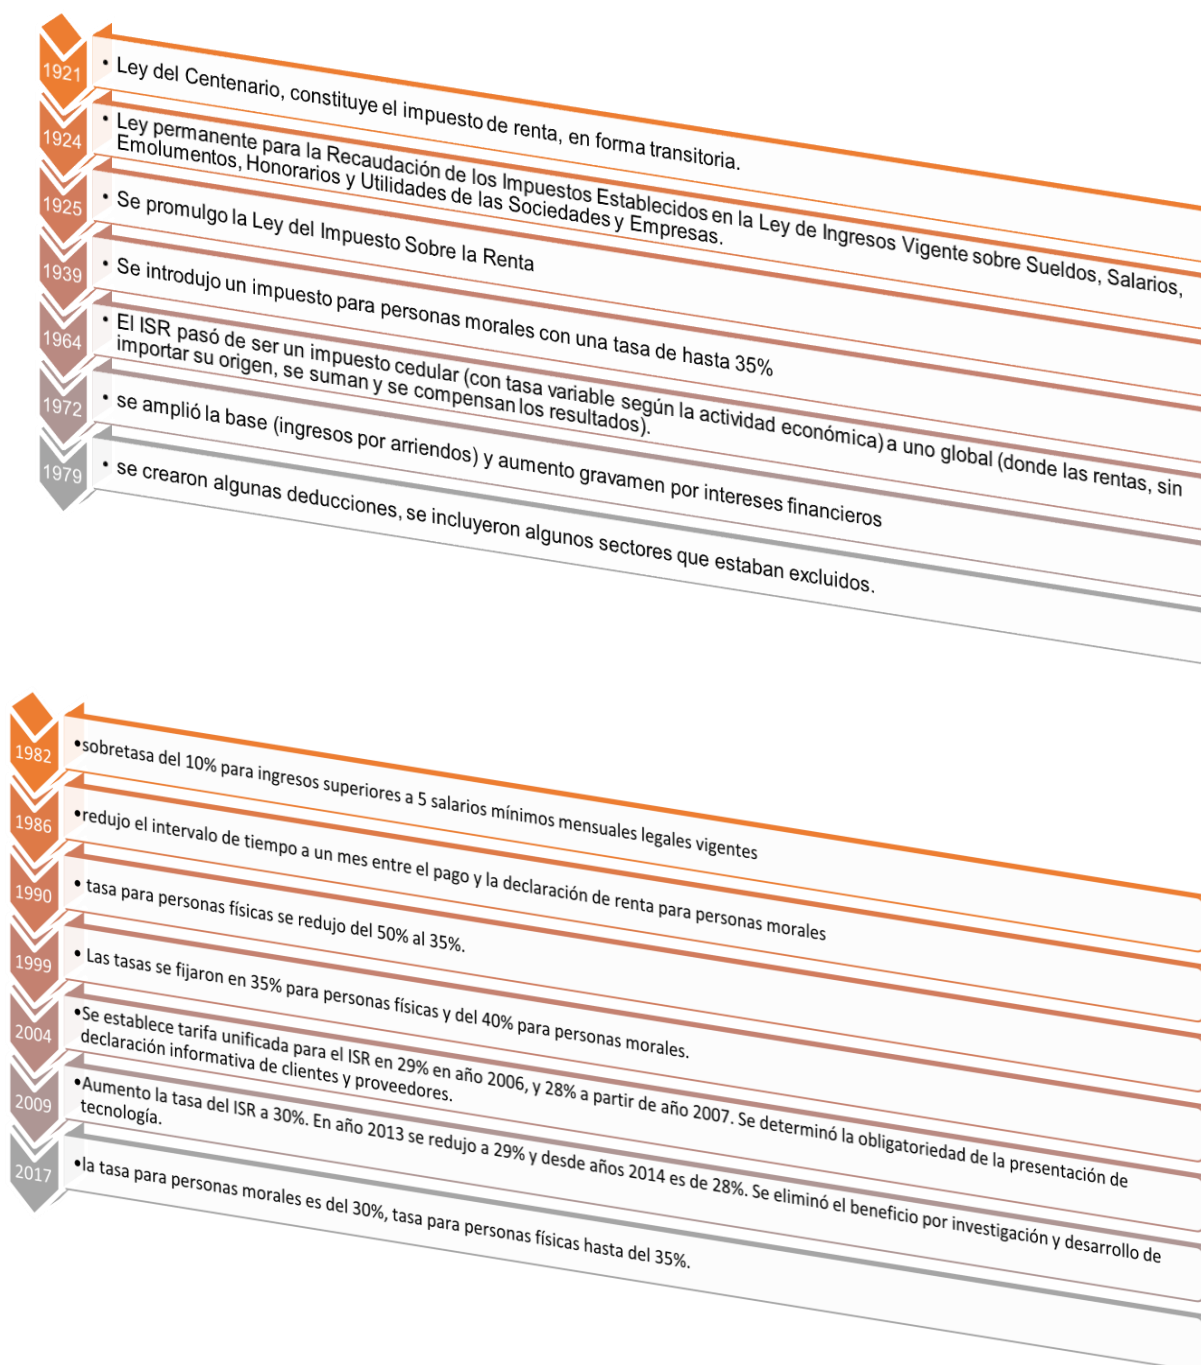 1921
• Ley del Centenario, constituye el impuesto de renta, en forma transitoria.
1924
• Ley permanente para la Recaudación de los Impuestos Establecidos en la Ley de Ingresos Vigente sobre Sueldos, Salarios,
Emolumentos, Honorarios y Utilidades de las Sociedades y Empresas.
1925
• Se promulgo la Ley del Impuesto Sobre la Renta
1939
• Se introdujo un impuesto para personas morales con una tasa de hasta 35%
1964
• El ISR pasó de ser un impuesto cedular (con tasa variable según la actividad económica) a uno global (donde las rentas, sin
importar su origen, se suman y se compensan los resultados).
1972
• se amplió la base (ingresos por arriendos) y aumento gravamen por intereses financieros
1979
• se crearon algunas deducciones, se incluyeron algunos sectores que estaban excluidos.
1982
•sobretasa del 10% para ingresos superiores a 5 salarios mínimos mensuales legales vigentes
1986
•redujo el intervalo de tiempo a un mes entre el pago y la declaración de renta para personas morales
1990
• tasa para personas físicas se redujo del 50% al 35%.
1999
• Las tasas se fijaron en 35% para personas físicas y del 40% para personas morales.
2004
•Se establece tarifa unificada para el ISR en 29% en año 2006, y 28% a partir de año 2007. Se determinó la obligatoriedad de la presentación de
declaración informativa de clientes y proveedores.
2009
•Aumento la tasa del ISR a 30%. En año 2013 se redujo a 29% y desde años 2014 es de 28%. Se eliminó el beneficio por investigación y desarrollo de
tecnología.
2017
•la tasa para personas morales es del 30%, tasa para personas físicas hasta del 35%.